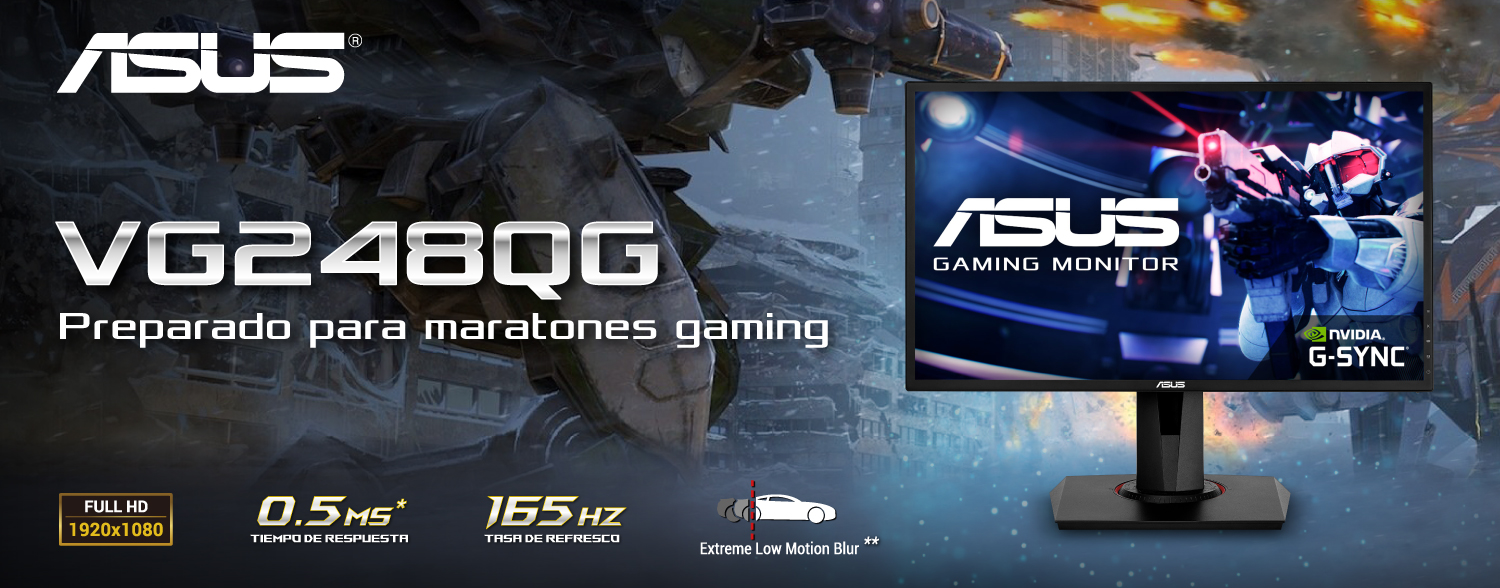 ASUS®
VG248QG
Preparado para maratones gaming
ASUS
GAMING MONITOR
NVIDIA.
G-SYNC
ASUS
FULL HD
1920x1080
0.5MS*
TIEMPO DE RESPUESTA
165HZ
TASA DE REFRESCO
Extreme Low Motion Blur **